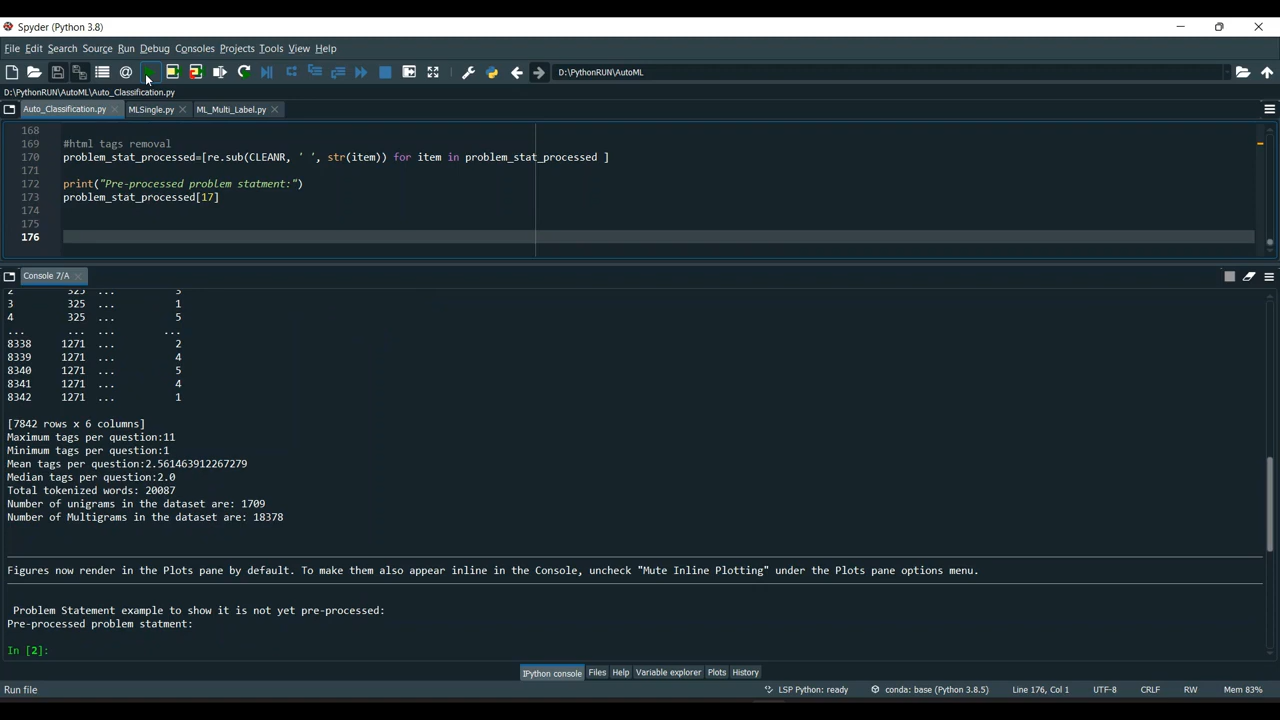 Spyder (Python 3.8)
File Edit Search Source Run Debug Consoles Projects Tools View Help
D:\PythonRUN\AutoML
D:\PythonRUN\AutoML\Auto_Classification.py
Auto_Classification.py MLSingle.py ML_Multi_Label.py
168
169 #html tags removal
170 problem_stat_processed=[re.sub(CLEANR, ' ', str(item)) for item in problem_stat_processed ]
171
172 print("Pre-processed problem statment:")
173 problem_stat_processed[17]
174
175
176
Console 7/A
2 325 ... 3
3 325 ... 1
4 325 ... 5
... ... ... ...
8338 1271 ... 2
8339 1271 ... 4
8340 1271 ... 5
8341 1271 ... 4
8342 1271 ... 1
[7842 rows x 6 columns]
Maximum tags per question:11
Minimum tags per question:1
Mean tags per question:2.561463912267279
Median tags per question:2.0
Total tokenized words: 20087
Number of unigrams in the dataset are: 1709
Number of Multigrams in the dataset are: 18378
Figures now render in the Plots pane by default. To make them also appear inline in the Console, uncheck "Mute Inline Plotting" under the Plots pane options menu.
Problem Statement example to show it is not yet pre-processed:
Pre-processed problem statment:
In [2]:
IPython console Files Help Variable explorer Plots History
Run file LSP Python: ready conda: base (Python 3.8.5) Line 176, Col 1 UTF-8 CRLF RW Mem 83%